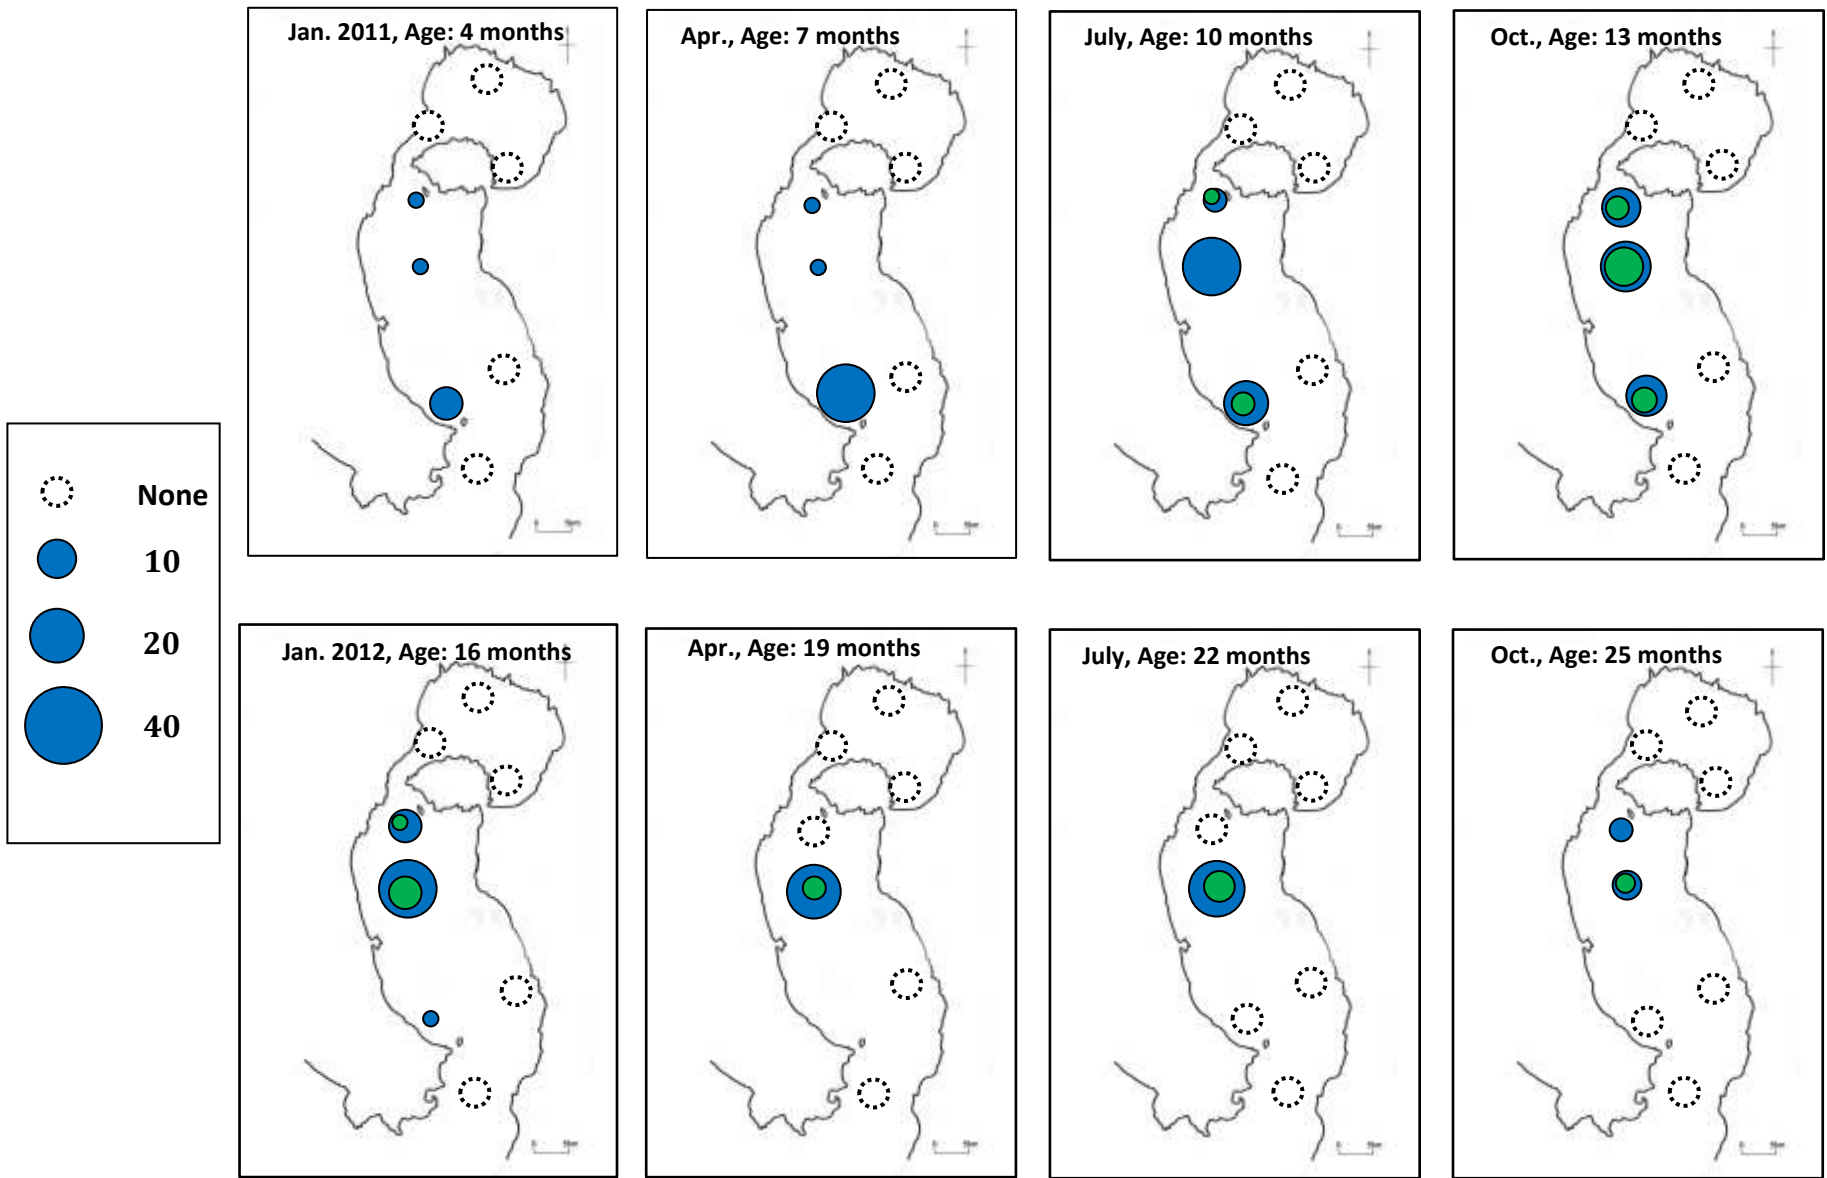 Jan. 2011, Age: 4 months
Apr., Age: 7 months
July, Age: 10 months
Oct., Age: 13 months
None
10
20
40
Jan. 2012, Age: 16 months
Apr., Age: 19 months
July, Age: 22 months
Oct., Age: 25 months